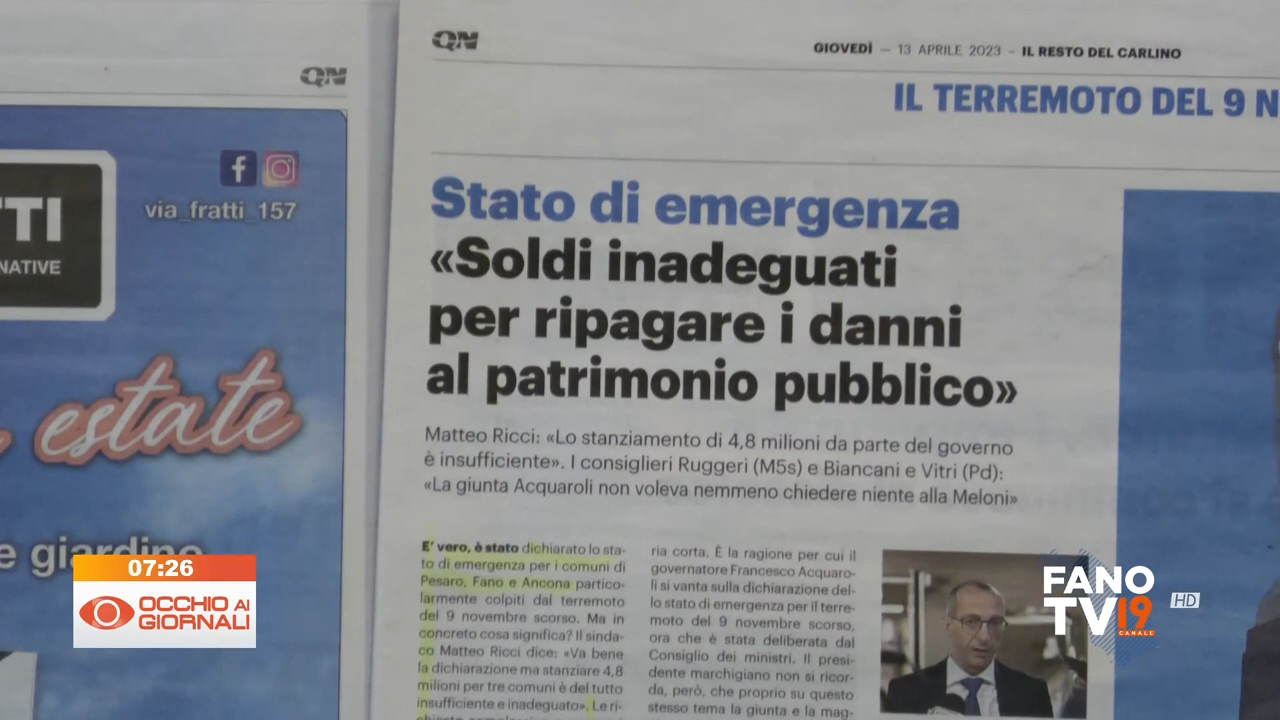 QN
TTI
NATIVE
via_fratti_157
estate
e giardino
QN
GIOVEDÌ — 13 APRILE 2023 – IL RESTO DEL CARLINO
IL TERREMOTO DEL 9 N
Stato di emergenza
«Soldi inadeguati
per ripagare i danni
al patrimonio pubblico»
Matteo Ricci: «Lo stanziamento di 4,8 milioni da parte del governo
è insufficiente». I consiglieri Ruggeri (M5s) e Biancani e Vitri (Pd):
«La giunta Acquaroli non voleva nemmeno chiedere niente alla Meloni»
E' vero, è stato dichiarato lo sta-
to di emergenza per i comuni di
Pesaro, Fano e Ancona partico-
larmente colpiti dal terremoto
del 9 novembre scorso. Ma in
concreto cosa significa? Il sinda-
co Matteo Ricci dice: «Va bene
la dichiarazione ma stanziare 4,8
milioni per tre comuni è del tutto
insufficiente e inadeguato». Le ri-
ria corta. È la ragione per cui il
governatore Francesco Acquaro-
li si vanta sulla dichiarazione del-
lo stato di emergenza per il terre-
moto del 9 novembre scorso,
ora che è stata deliberata dal
Consiglio dei ministri. Il presi-
dente marchigiano non si ricor-
da, però, che proprio su questo
stesso tema la giunta e la mag-
07:26
OCCHIO AI
GIORNALI
FANO
TV19
CANALE
HD